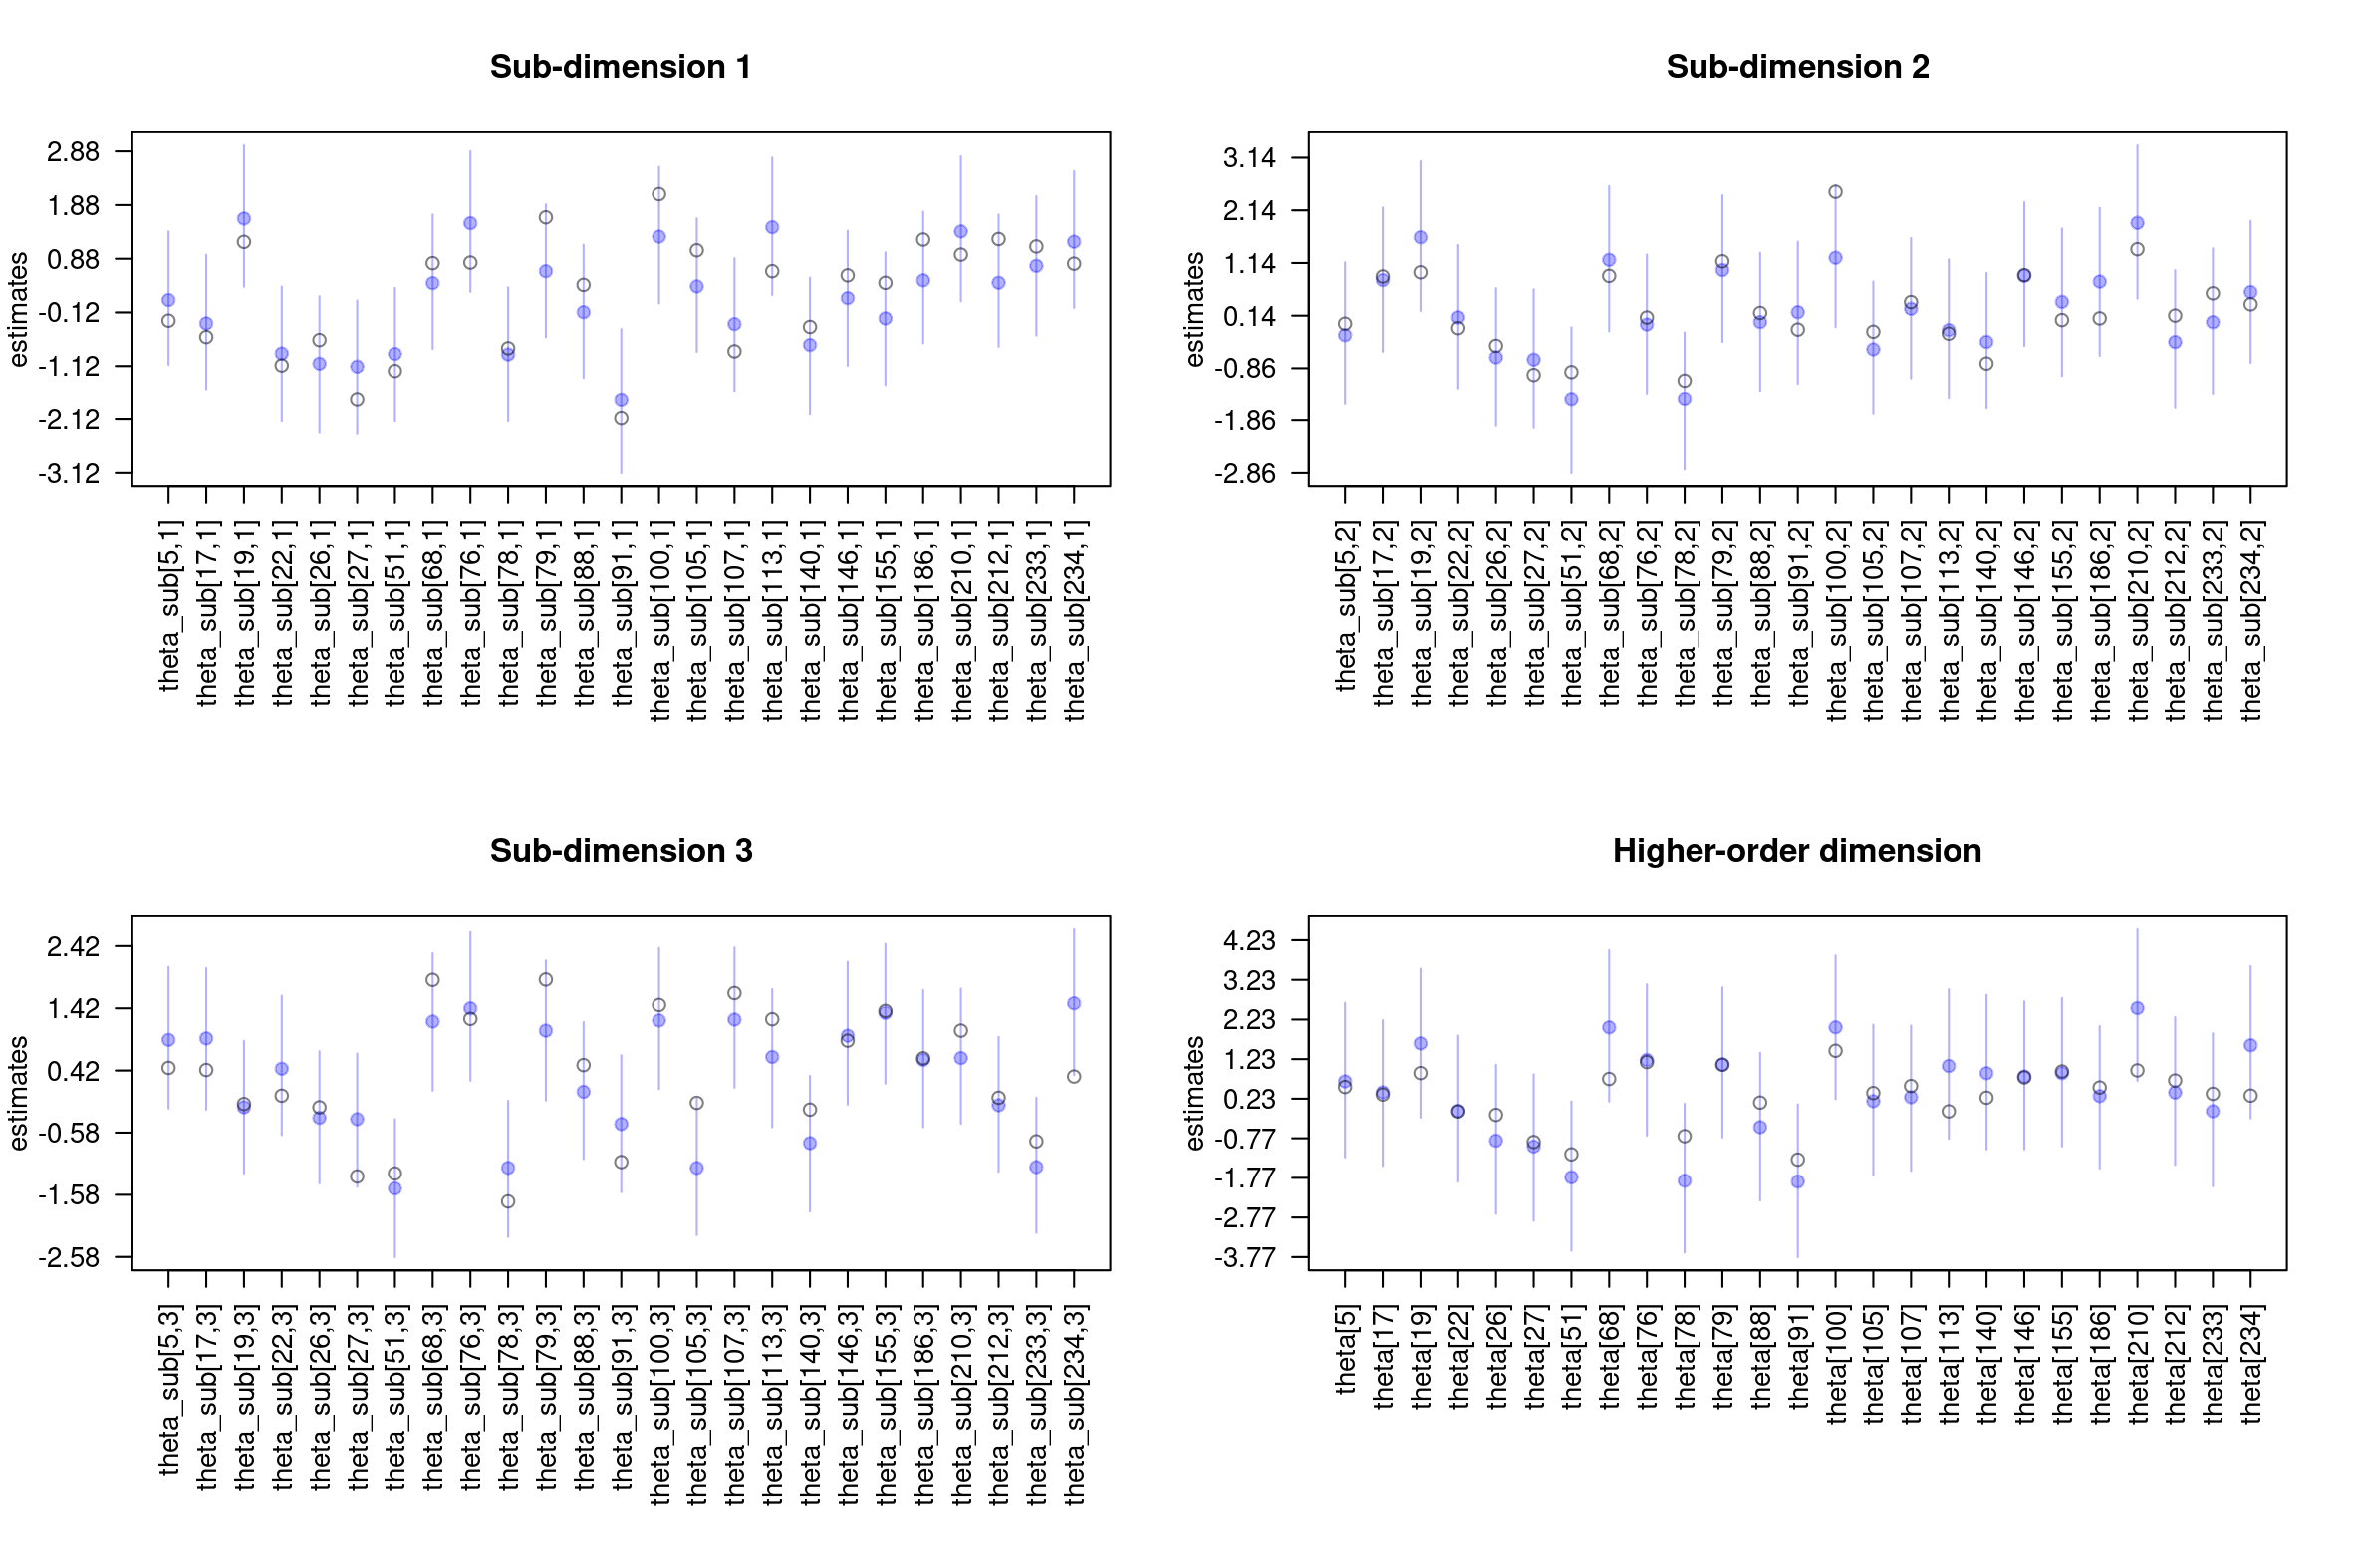 Sub-dimension 1
estimates
2.88
1.88
0.88
-0.12
-1.12
-2.12
-3.12
theta_sub[5,1]
theta_sub[17,1]
theta_sub[19,1]
theta_sub[22,1]
theta_sub[26,1]
theta_sub[27,1]
theta_sub[51,1]
theta_sub[68,1]
theta_sub[76,1]
theta_sub[78,1]
theta_sub[79,1]
theta_sub[88,1]
theta_sub[91,1]
theta_sub[100,1]
theta_sub[105,1]
theta_sub[107,1]
theta_sub[113,1]
theta_sub[140,1]
theta_sub[146,1]
theta_sub[155,1]
theta_sub[186,1]
theta_sub[210,1]
theta_sub[212,1]
theta_sub[233,1]
theta_sub[234,1]
Sub-dimension 2
estimates
3.14
2.14
1.14
0.14
-0.86
-1.86
-2.86
theta_sub[5,2]
theta_sub[17,2]
theta_sub[19,2]
theta_sub[22,2]
theta_sub[26,2]
theta_sub[27,2]
theta_sub[51,2]
theta_sub[68,2]
theta_sub[76,2]
theta_sub[78,2]
theta_sub[79,2]
theta_sub[88,2]
theta_sub[91,2]
theta_sub[100,2]
theta_sub[105,2]
theta_sub[107,2]
theta_sub[113,2]
theta_sub[140,2]
theta_sub[146,2]
theta_sub[155,2]
theta_sub[186,2]
theta_sub[210,2]
theta_sub[212,2]
theta_sub[233,2]
theta_sub[234,2]
Sub-dimension 3
estimates
2.42
1.42
0.42
-0.58
-1.58
-2.58
theta_sub[5,3]
theta_sub[17,3]
theta_sub[19,3]
theta_sub[22,3]
theta_sub[26,3]
theta_sub[27,3]
theta_sub[51,3]
theta_sub[68,3]
theta_sub[76,3]
theta_sub[78,3]
theta_sub[79,3]
theta_sub[88,3]
theta_sub[91,3]
theta_sub[100,3]
theta_sub[105,3]
theta_sub[107,3]
theta_sub[113,3]
theta_sub[140,3]
theta_sub[146,3]
theta_sub[155,3]
theta_sub[186,3]
theta_sub[210,3]
theta_sub[212,3]
theta_sub[233,3]
theta_sub[234,3]
Higher-order dimension
estimates
4.23
3.23
2.23
1.23
0.23
-0.77
-1.77
-2.77
-3.77
theta[5]
theta[17]
theta[19]
theta[22]
theta[26]
theta[27]
theta[51]
theta[68]
theta[76]
theta[78]
theta[79]
theta[88]
theta[91]
theta[100]
theta[105]
theta[107]
theta[113]
theta[140]
theta[146]
theta[155]
theta[186]
theta[210]
theta[212]
theta[233]
theta[234]